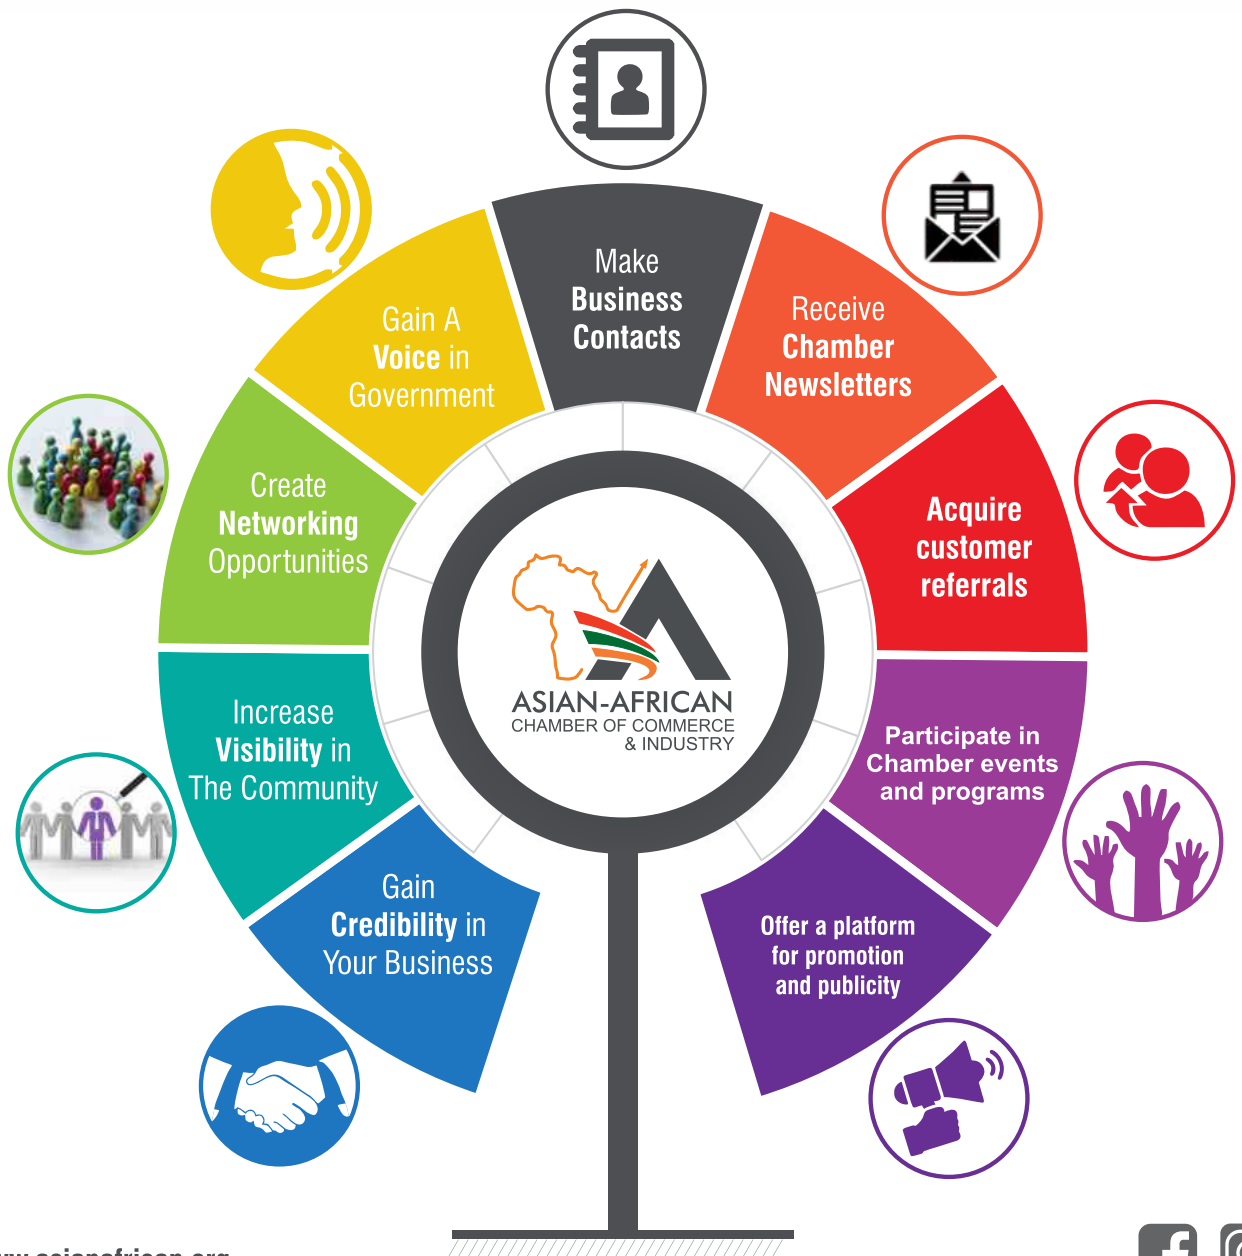 Make
Business
Contacts
Receive
Chamber
Newsletters
Acquire
customer
referrals
Participate in
Chamber events
and programs
Offer a platform
for promotion
and publicity
Gain
Credibility in
Your Business
Increase
Visibility in
The Community
Create
Networking
Opportunities
Gain A
Voice in
Government
ASIAN-AFRICAN
CHAMBER OF COMMERCE
& INDUSTRY